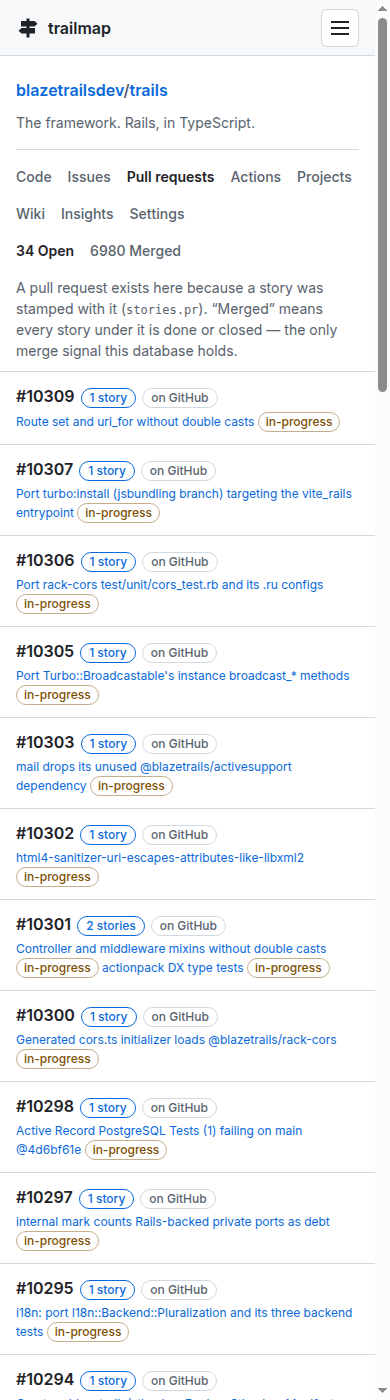 trailmap
blazetrailsdev/trails
The framework. Rails, in TypeScript.
Code Issues Pull requests Actions Projects
Wiki Insights Settings
34 Open 6980 Merged
A pull request exists here because a story was
stamped with it (stories.pr). “Merged” means
every story under it is done or closed — the only
merge signal this database holds.
#10309 1 story on GitHub
Route set and url_for without double casts in-progress
#10307 1 story on GitHub
Port turbo:install (jsbundling branch) targeting the vite_rails
entrypoint in-progress
#10306 1 story on GitHub
Port rack-cors test/unit/cors_test.rb and its .ru configs
in-progress
#10305 1 story on GitHub
Port Turbo::Broadcastable's instance broadcast_* methods
in-progress
#10303 1 story on GitHub
mail drops its unused @blazetrails/activesupport
dependency in-progress
#10302 1 story on GitHub
html4-sanitizer-uri-escapes-attributes-like-libxml2
in-progress
#10301 2 stories on GitHub
Controller and middleware mixins without double casts
in-progress actionpack DX type tests in-progress
#10300 1 story on GitHub
Generated cors.ts initializer loads @blazetrails/rack-cors
in-progress
#10298 1 story on GitHub
Active Record PostgreSQL Tests (1) failing on main
@4d6bf61e in-progress
#10297 1 story on GitHub
internal mark counts Rails-backed private ports as debt
in-progress
#10295 1 story on GitHub
i18n: port I18n::Backend::Pluralization and its three backend
tests in-progress
#10294 1 story on GitHub